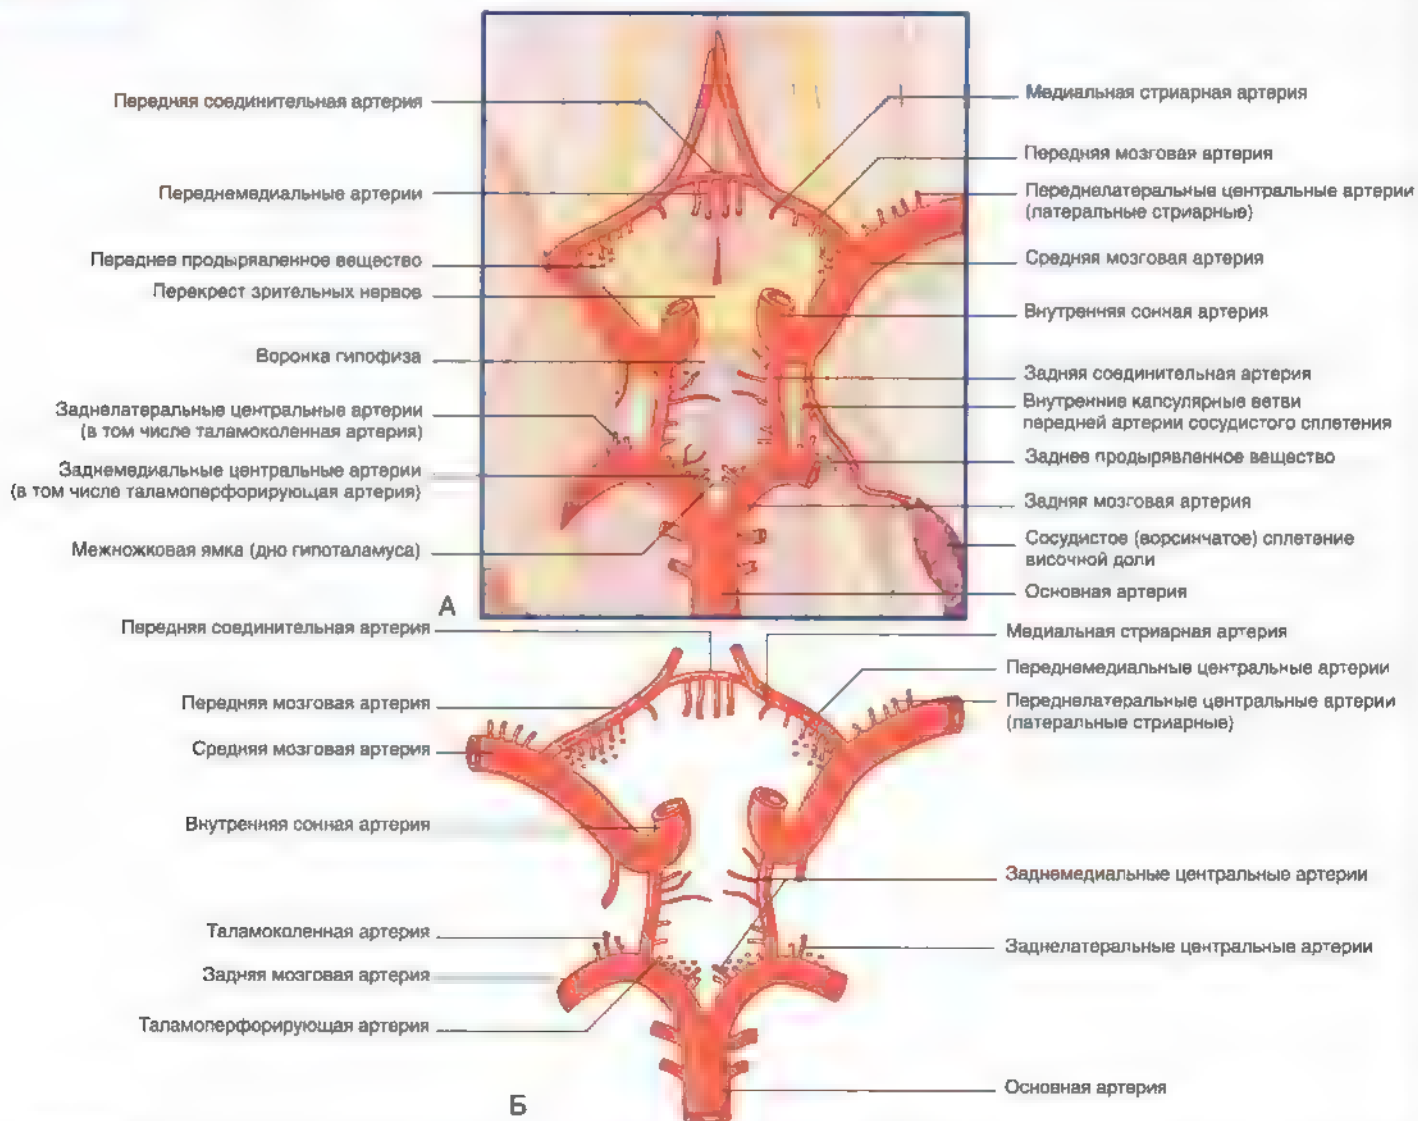 Передняя соединительная артерия
Переднемедиальные артерии
Переднее продырявленное вещество
Перекрест зрительных нервов
Воронка гипофиза
Заднелатеральные центральные артерии
(в том числе таламоколенная артерия)
Заднемедиальные центральные артерии
(в том числе таламоперфорирующая артерия)
Межножковая ямка (дно гипоталамуса)
А
Медиальная стриарная артерия
Передняя мозговая артерия
Переднелатеральные центральные артерии
(латеральные стриарные)
Средняя мозговая артерия
Внутренняя сонная артерия
Задняя соединительная артерия
Внутренние капсулярные ветви
передней артерии сосудистого сплетения
Заднее продырявленное вещество
Задняя мозговая артерия
Сосудистое (ворсинчатое) сплетение
височной доли
Основная артерия
Передняя соединительная артерия
Передняя мозговая артерия
Средняя мозговая артерия
Внутренняя сонная артерия
Таламоколенная артерия
Задняя мозговая артерия
Таламоперфорирующая артерия
Б
Медиальная стриарная артерия
Переднемедиальные центральные артерии
Переднелатеральные центральные артерии
(латеральные стриарные)
Заднемедиальные центральные артерии
Заднелатеральные центральные артерии
Основная артерия